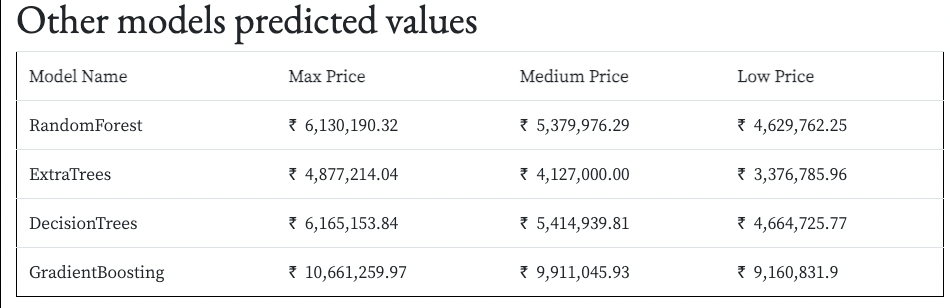 Other models predicted values
Model Name Max Price Medium Price Low Price
RandomForest ₹ 6,130,190.32 ₹ 5,379,976.29 ₹ 4,629,762.25
ExtraTrees ₹ 4,877,214.04 ₹ 4,127,000.00 ₹ 3,376,785.96
DecisionTrees ₹ 6,165,153.84 ₹ 5,414,939.81 ₹ 4,664,725.77
GradientBoosting ₹ 10,661,259.97 ₹ 9,911,045.93 ₹ 9,160,831.9